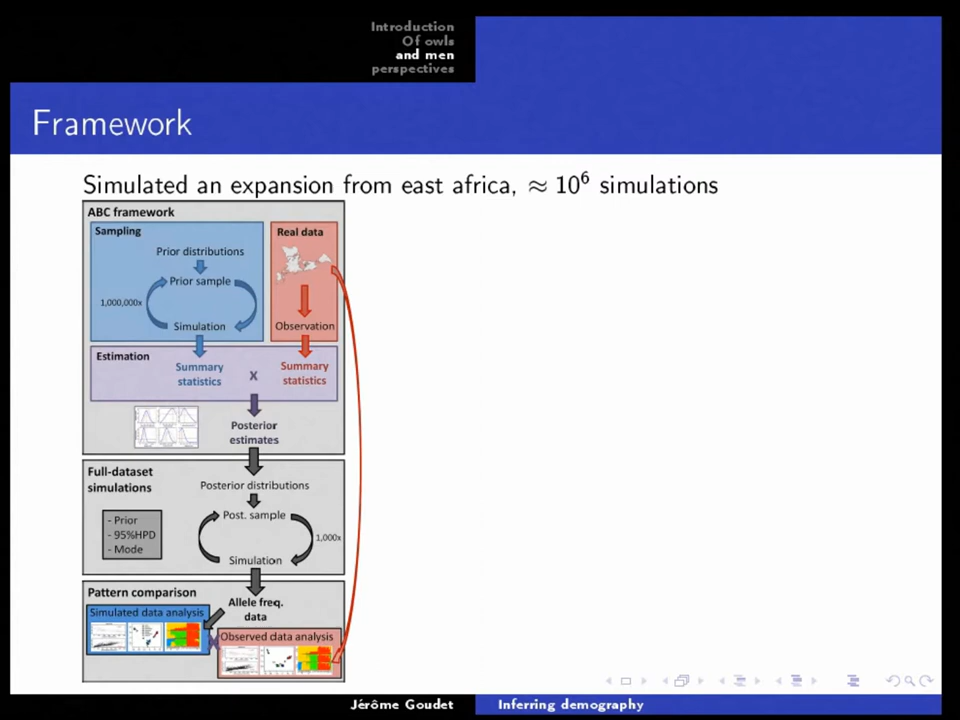 Introduction
Of owls
and men
perspectives
Framework
Simulated an expansion from east africa, ≈ 10⁶ simulations
ABC framework
Sampling
Prior distributions
Prior sample
1,000,000x
Simulation
Real data
Observation
Estimation
Summary
statistics
x
Summary
statistics
Posterior
estimates
Full-dataset
simulations
Posterior distributions
- Prior
- 95%HPD
- Mode
Post. sample
1,000x
Simulation
Pattern comparison
Allele freq.
data
Simulated data analysis
x
Observed data analysis
Jérôme Goudet
Inferring demography